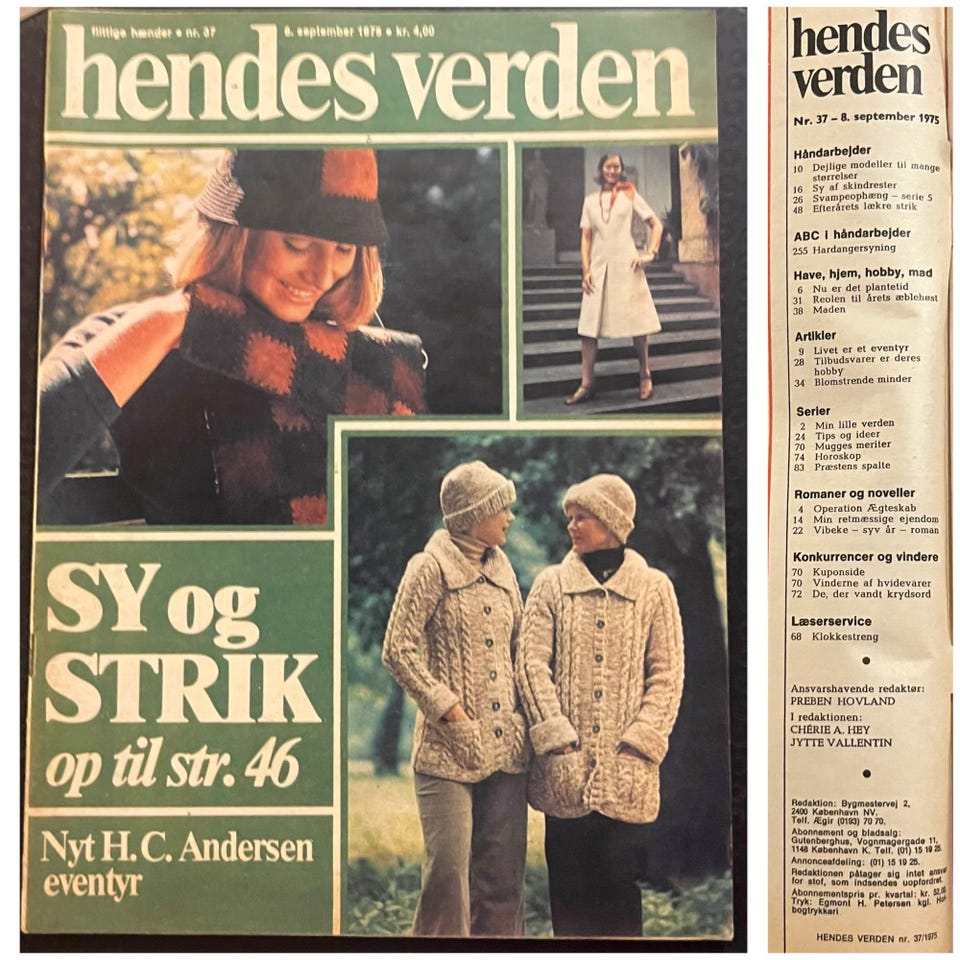 flittige hænder • nr. 37
8. september 1975 • kr. 4,00
hendes verden
SY og
STRIK
op til str. 46
Nyt H.C. Andersen
eventyr
hendes
verden
Nr. 37 – 8. september 1975
Håndarbejder
10 Dejlige modeller til mange
størrelser
16 Sy af skindrester
26 Svampeophæng – serie 5
48 Efterårets lækre strik
ABC i håndarbejder
255 Hardangersyning
Have, hjem, hobby, mad
6 Nu er det plantetid
31 Reolen til årets æblehøst
38 Maden
Artikler
9 Livet er et eventyr
28 Tilbudsvarer er deres
hobby
34 Blomstrende minder
Serier
2 Min lille verden
24 Tips og ideer
70 Mugges meriter
74 Horoskop
83 Præstens spalte
Romaner og noveller
4 Operation Ægteskab
14 Min retmæssige ejendom
22 Vibeke – syv år – roman
Konkurrencer og vindere
70 Kuponside
70 Vinderne af hvidevarer
72 De, der vandt krydsord
Læserservice
68 Klokkestreng
Ansvarshavende redaktør:
PREBEN HOVLAND
I redaktionen:
CHÉRIE A. HEY
JYTTE VALLENTIN
Redaktion: Bygmestervej 2,
2400 København NV.
Telf. Ægir (0193) 70 70.
Abonnement og bladsalg:
Gutenberghus, Vognmagergade 11,
1148 København K. Telf. (01) 15 19 25.
Annonceafdeling: (01) 15 19 25.
Redaktionen påtager sig intet ansvar
for stof, som indsendes uopfordret.
Abonnementspris pr. kvartal: kr. 52,00
Tryk: Egmont H. Petersen kgl. Hof-
bogtrykkeri
HENDES VERDEN nr. 37/1975